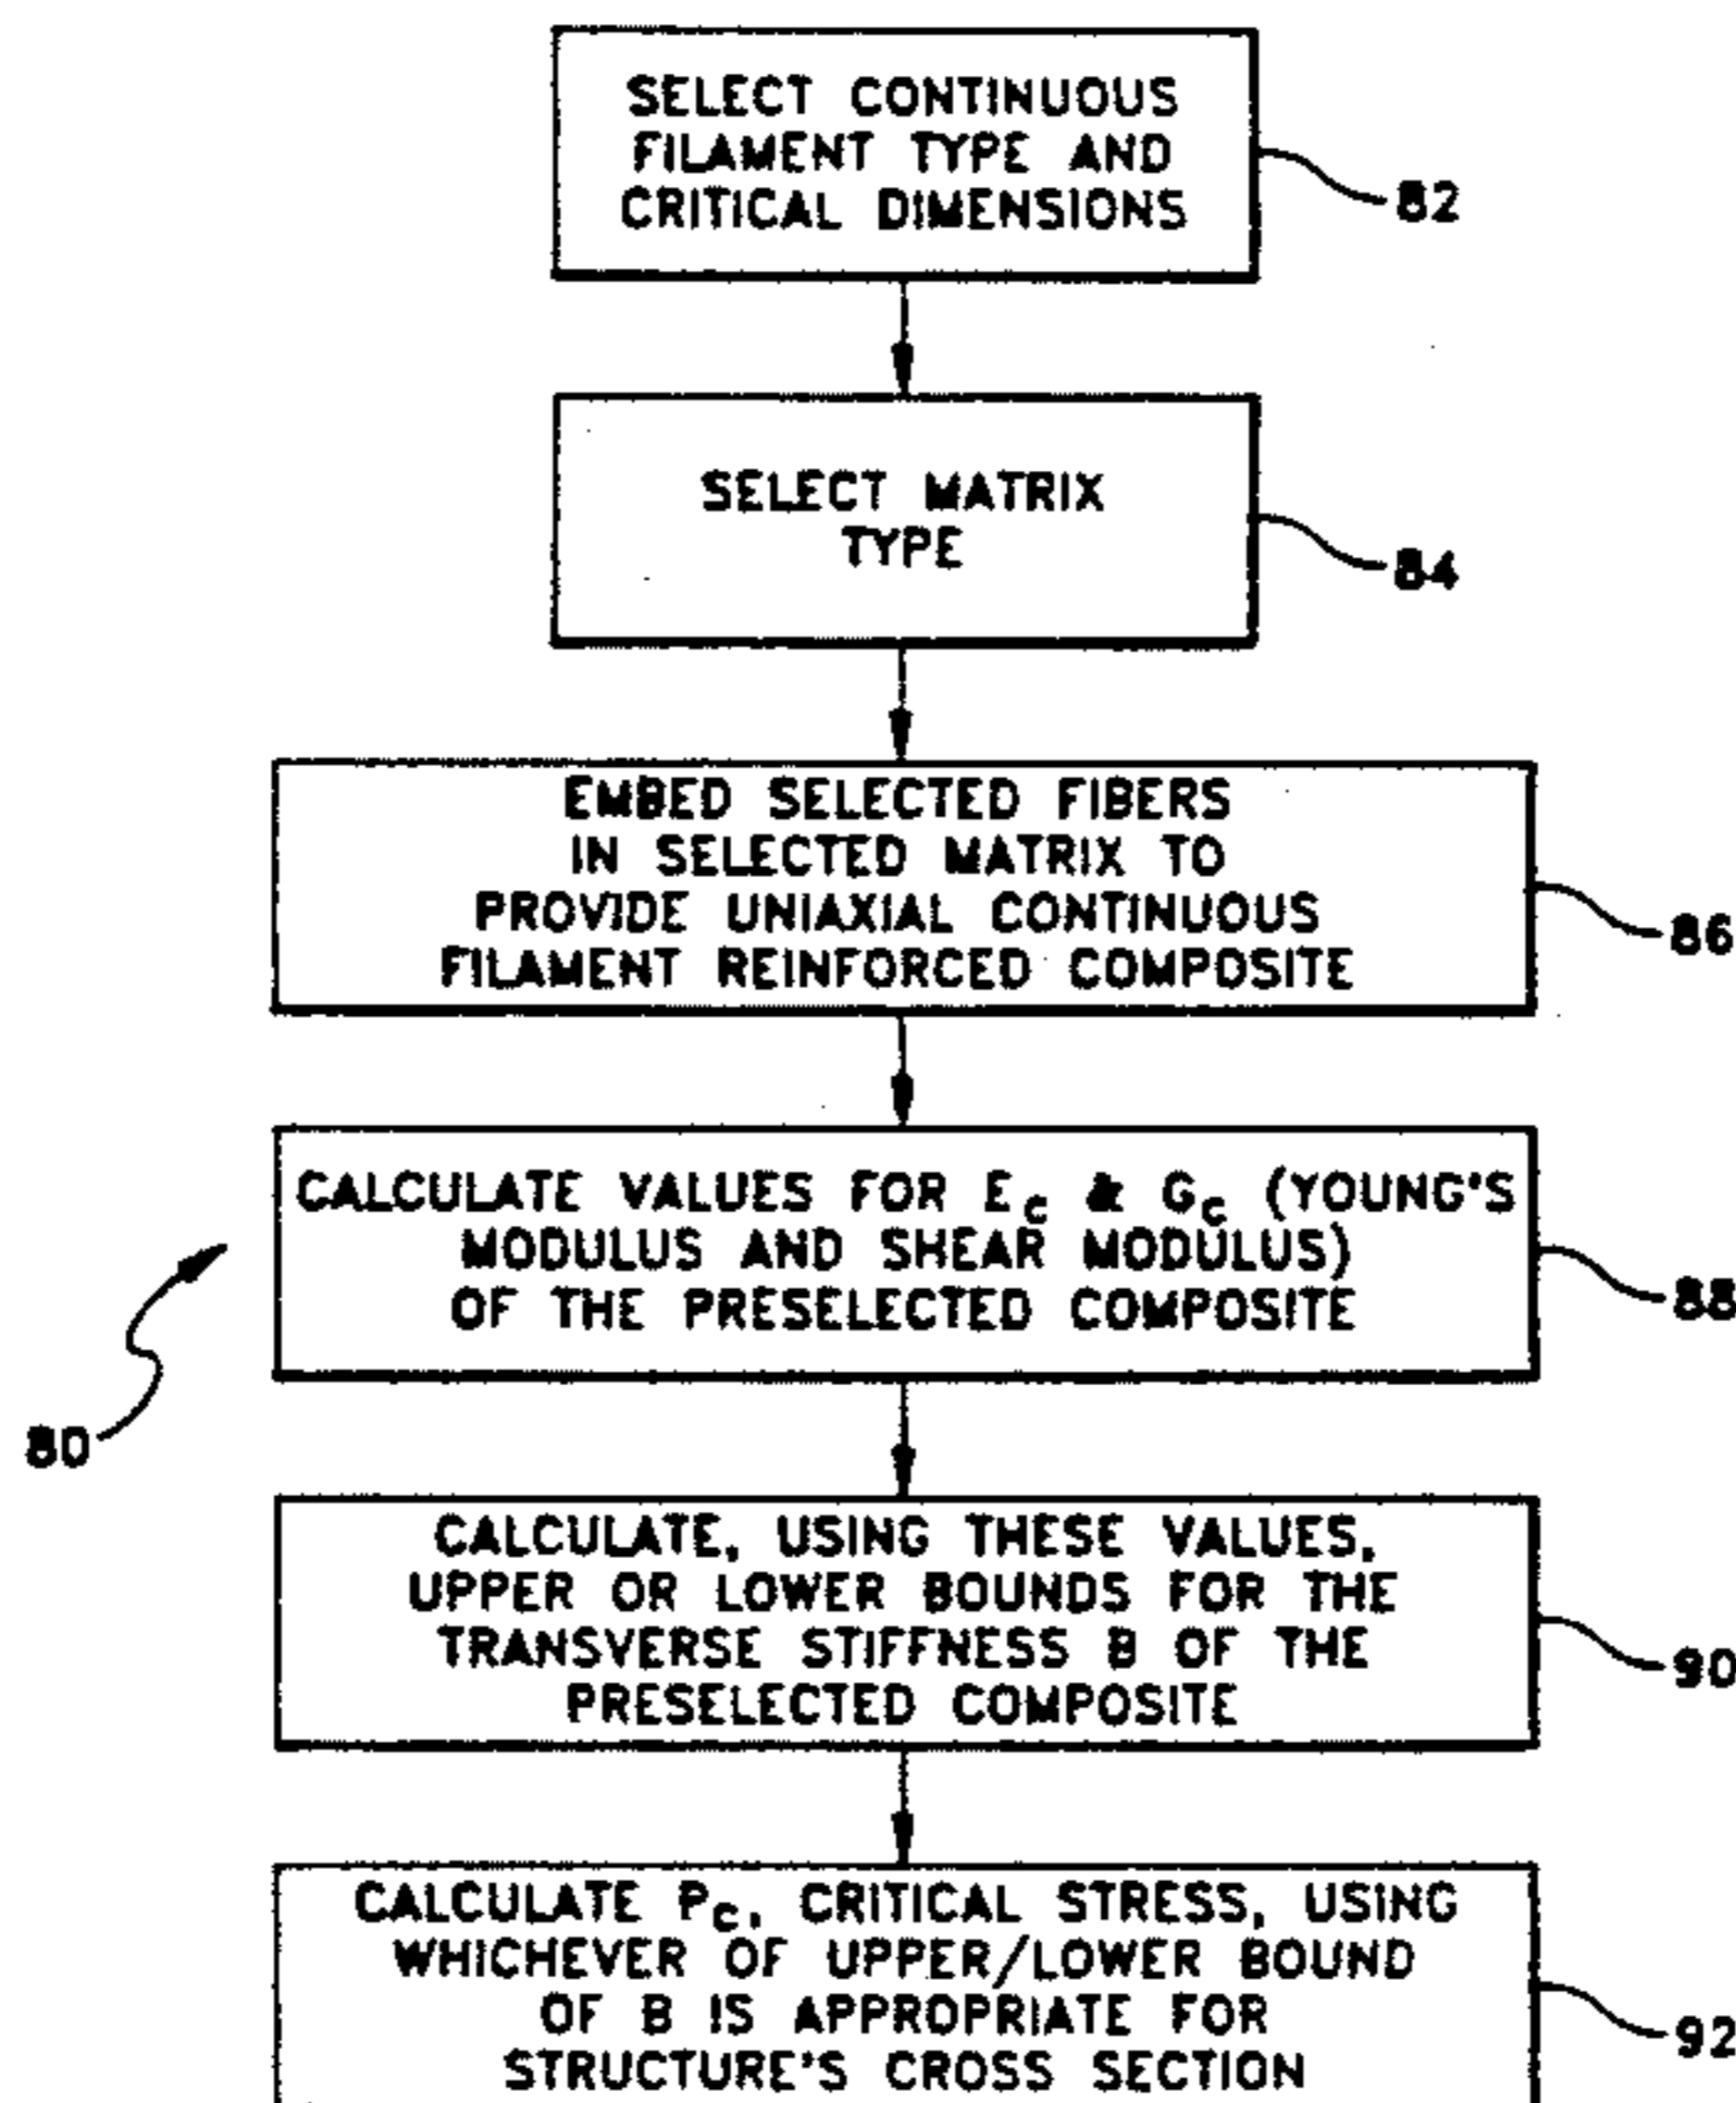 SELECT CONTINUOUS
FILAMENT TYPE AND
CRITICAL DIMENSIONS
82
SELECT MATRIX
TYPE
84
EMBED SELECTED FIBERS
IN SELECTED MATRIX TO
PROVIDE UNIAXIAL CONTINUOUS
FILAMENT REINFORCED COMPOSITE
86
CALCULATE VALUES FOR Ec & Gc (YOUNG'S
MODULUS AND SHEAR MODULUS)
OF THE PRESELECTED COMPOSITE
88
80
CALCULATE, USING THESE VALUES,
UPPER OR LOWER BOUNDS FOR THE
TRANSVERSE STIFFNESS B OF THE
PRESELECTED COMPOSITE
90
CALCULATE Pc, CRITICAL STRESS, USING
WHICHEVER OF UPPER/LOWER BOUND
OF B IS APPROPRIATE FOR
STRUCTURE'S CROSS SECTION
92